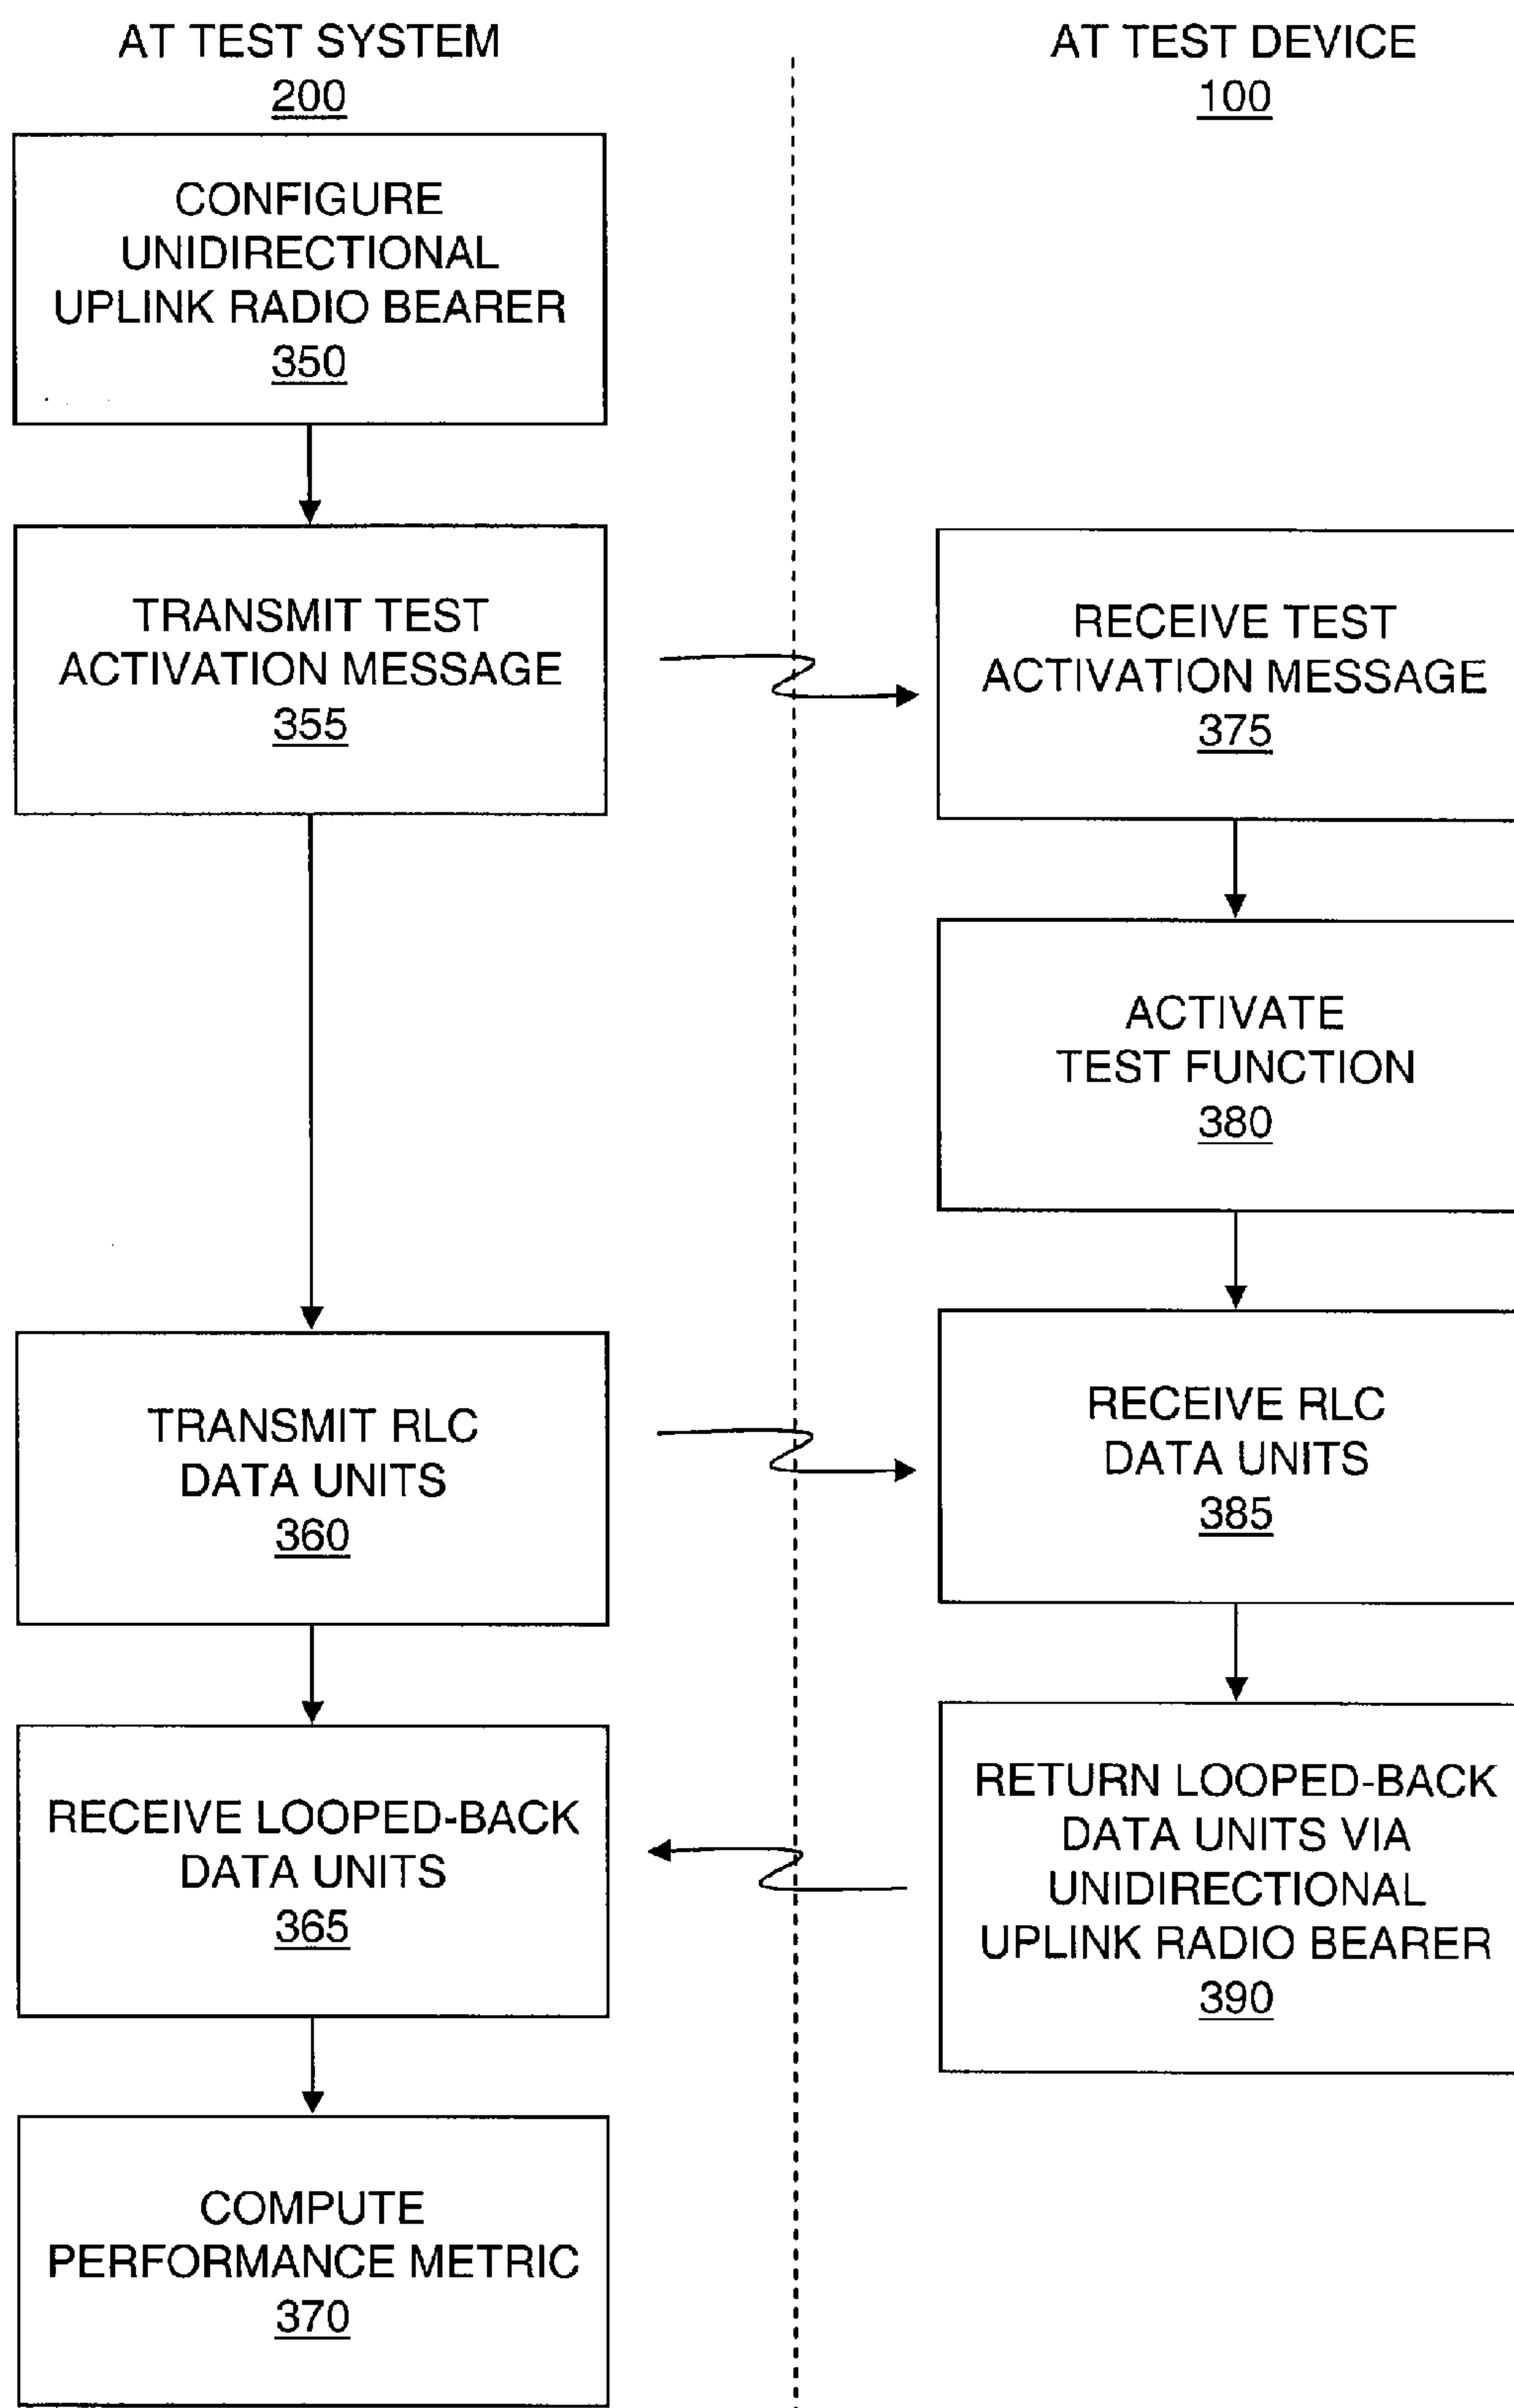 AT TEST SYSTEM
200
CONFIGURE
UNIDIRECTIONAL
UPLINK RADIO BEARER
350
TRANSMIT TEST
ACTIVATION MESSAGE
355
TRANSMIT RLC
DATA UNITS
360
RECEIVE LOOPED-BACK
DATA UNITS
365
COMPUTE
PERFORMANCE METRIC
370
AT TEST DEVICE
100
RECEIVE TEST
ACTIVATION MESSAGE
375
ACTIVATE
TEST FUNCTION
380
RECEIVE RLC
DATA UNITS
385
RETURN LOOPED-BACK
DATA UNITS VIA
UNIDIRECTIONAL
UPLINK RADIO BEARER
390